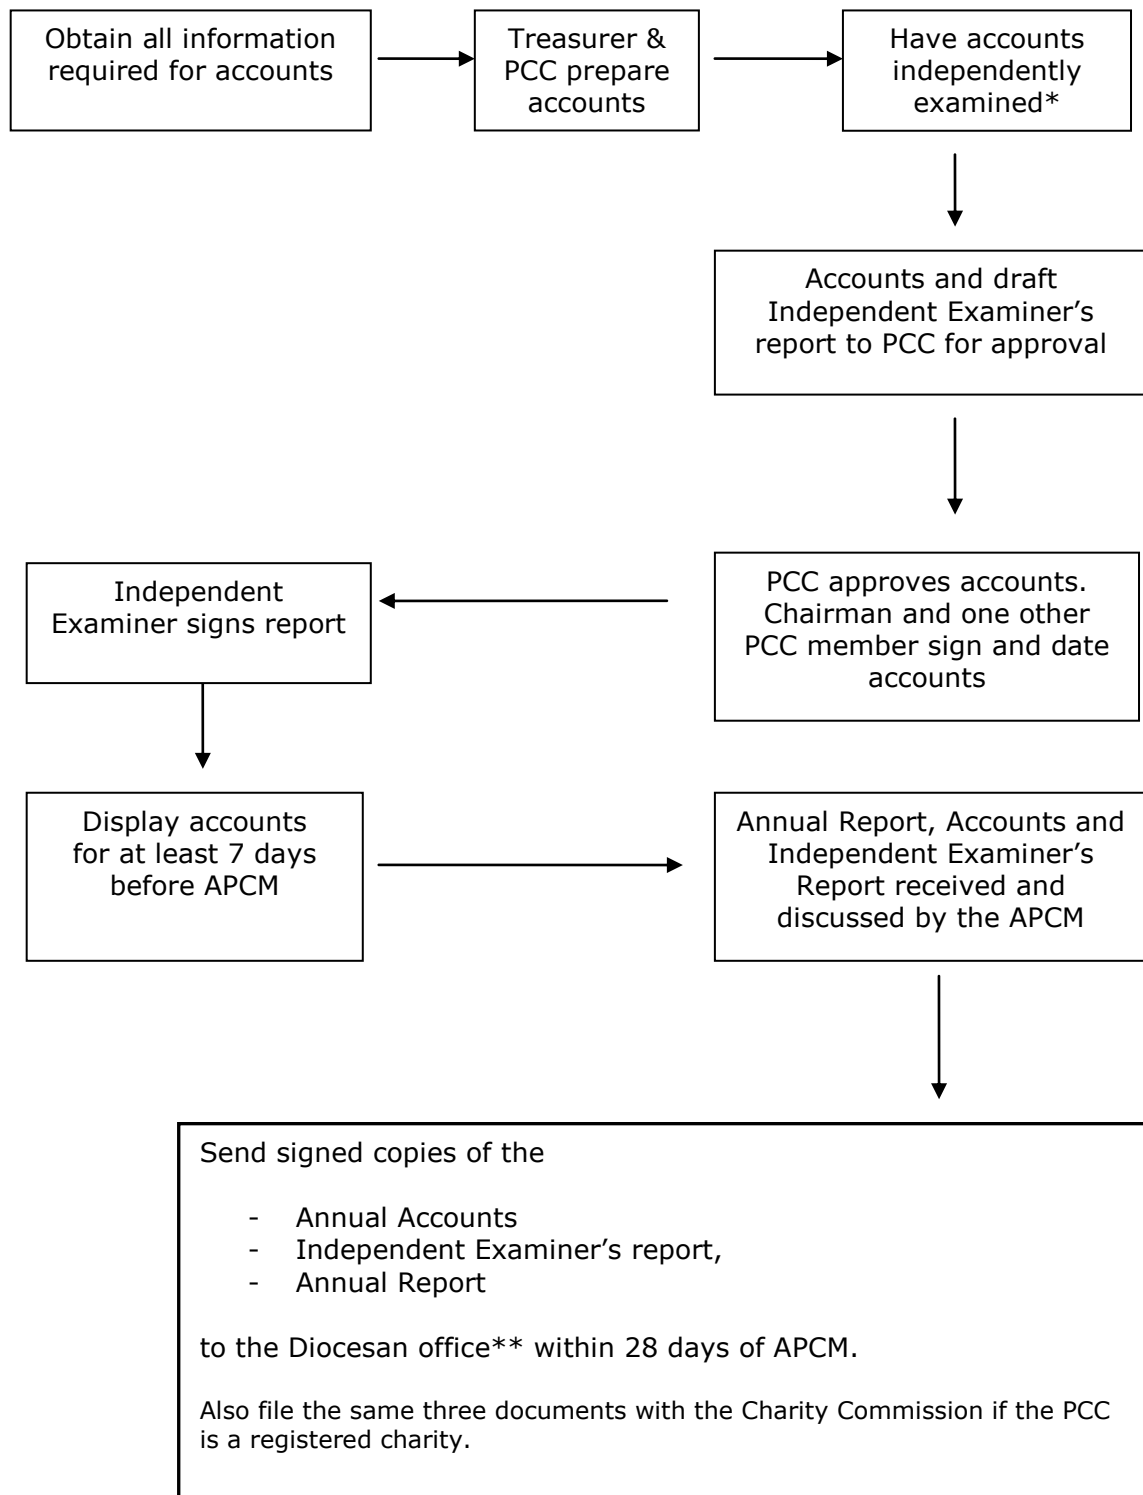 Obtain all information
required for accounts
Treasurer &
PCC prepare
accounts
Have accounts
independently
examined*
Accounts and draft
Independent Examiner’s
report to PCC for approval
PCC approves accounts.
Chairman and one other
PCC member sign and date
accounts
Independent
Examiner signs report
Display accounts
for at least 7 days
before APCM
Annual Report, Accounts and
Independent Examiner’s
Report received and
discussed by the APCM
Send signed copies of the
- Annual Accounts
- Independent Examiner’s report,
- Annual Report
to the Diocesan office** within 28 days of APCM.
Also file the same three documents with the Charity Commission if the PCC
is a registered charity.